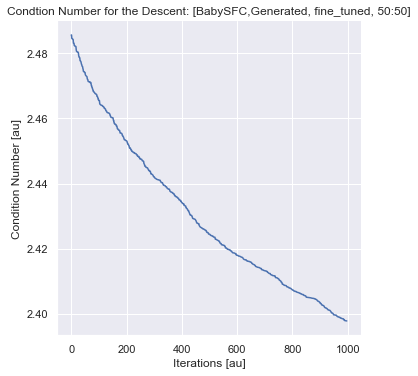 Condtion Number for the Descent: [BabySFC,Generated, fine_tuned, 50:50]
2.48
2.46
2.44
2.42
2.40
Condition Number [au]
0 200 400 600 800 1000
Iterations [au]